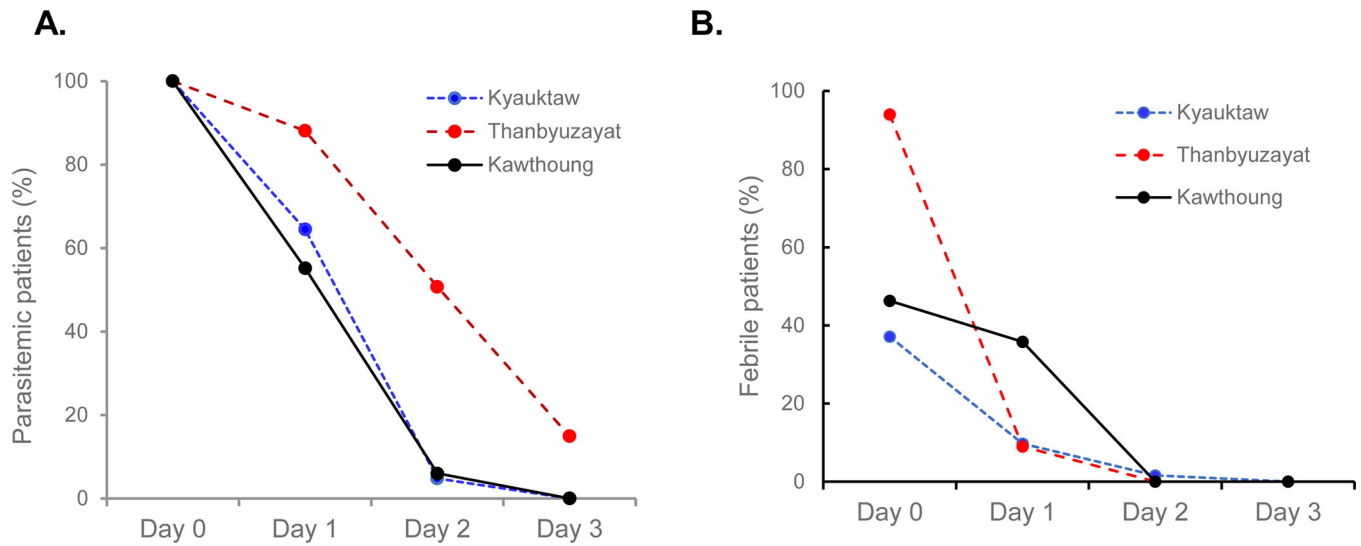 A.
Parasitemic patients (%)
100
80
60
40
20
0
Day 0 Day 1 Day 2 Day 3
Kyauktaw
Thanbyuzayat
Kawthoung
B.
Febrile patients (%)
100
80
60
40
20
0
Day 0 Day 1 Day 2 Day 3
Kyauktaw
Thanbyuzayat
Kawthoung